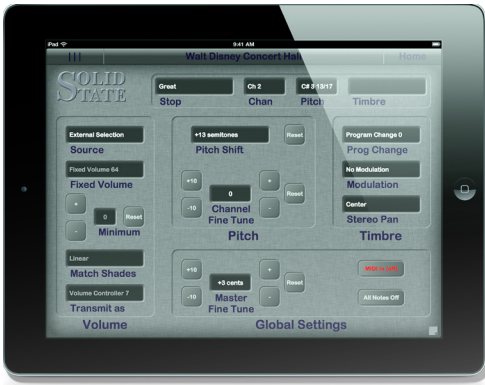 iPad
9:41 AM
Walt Disney Concert Hall
Home
SOLID
STATE
Great
Ch 2
Stop
Chan
Pitch
Timbre
External Selection
Source
Fixed Volume 64
Fixed Volume
+
0
Reset
-
Minimum
Linear
Match Shades
Volume Controller 7
Transmit as
Volume
+13 semitones
Reset
Pitch Shift
+10
+
0
Reset
-10
-
Channel
Fine Tune
Pitch
Program Change 0
Prog Change
No Modulation
Modulation
Center
Stereo Pan
Timbre
+10
+
+3 cents
Reset
-10
-
Master
Fine Tune
All Notes Off
Global Settings